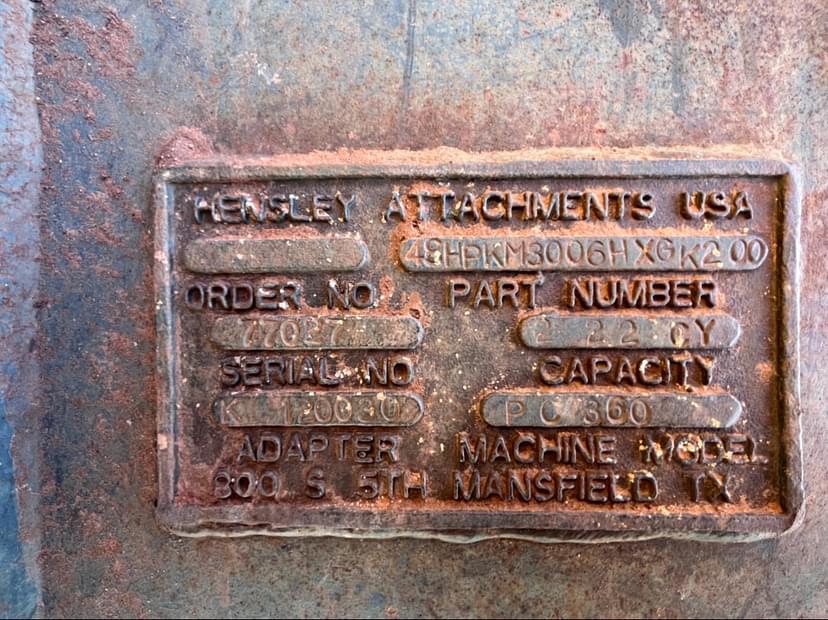 HENSLEY ATTACHMENTS USA
48HPKM3006HXGK200
ORDER NO. PART NUMBER
77027 2 22 CY
SERIAL NO CAPACITY
PC 360
ADAPTER MACHINE MODEL
800 S 5TH MANSFIELD TX